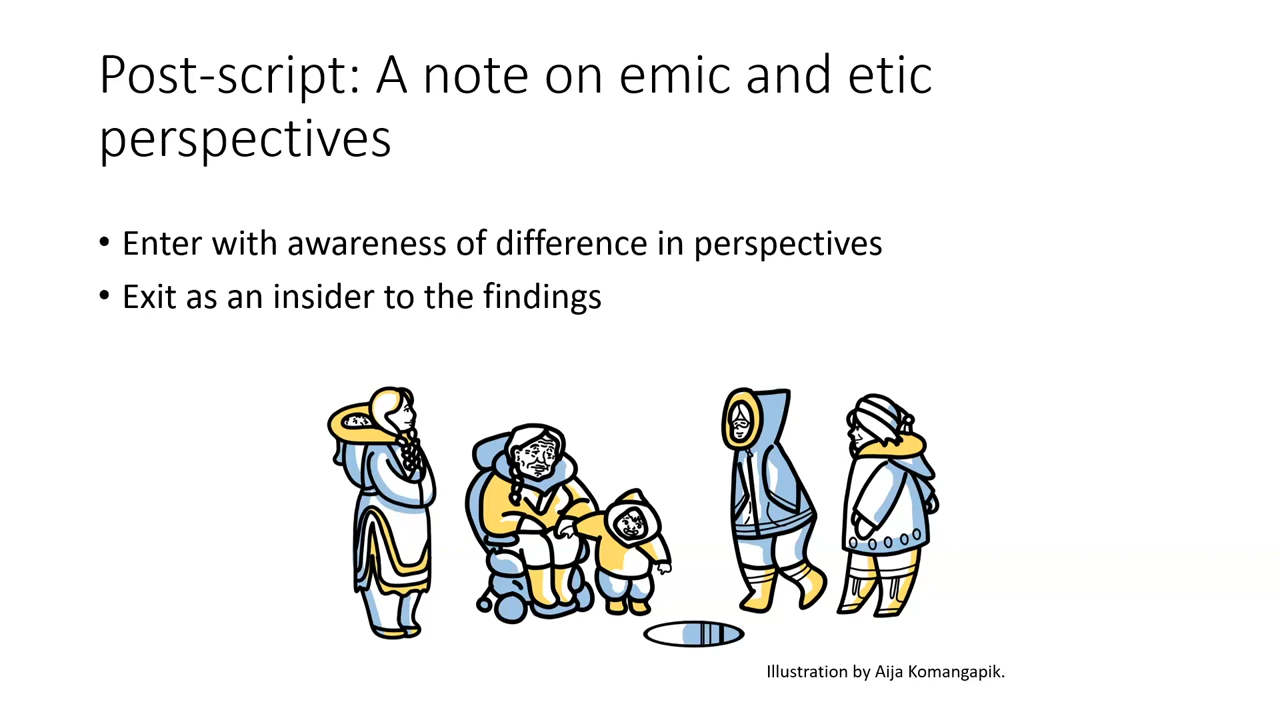 Post-script: A note on emic and etic
perspectives
• Enter with awareness of difference in perspectives
• Exit as an insider to the findings
Illustration by Aija Komangapik.